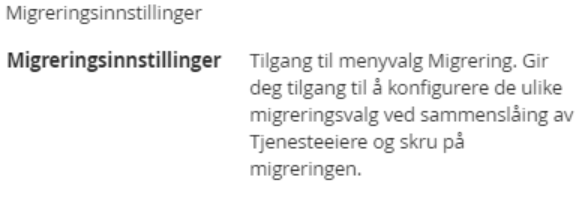 Migreringsinnstillinger
Migreringsinnstillinger Tilgang til menyvalg Migrering. Gir
deg tilgang til å konfigurere de ulike
migreringsvalg ved sammenslåing av
Tjenesteeiere og skru på
migreringen.